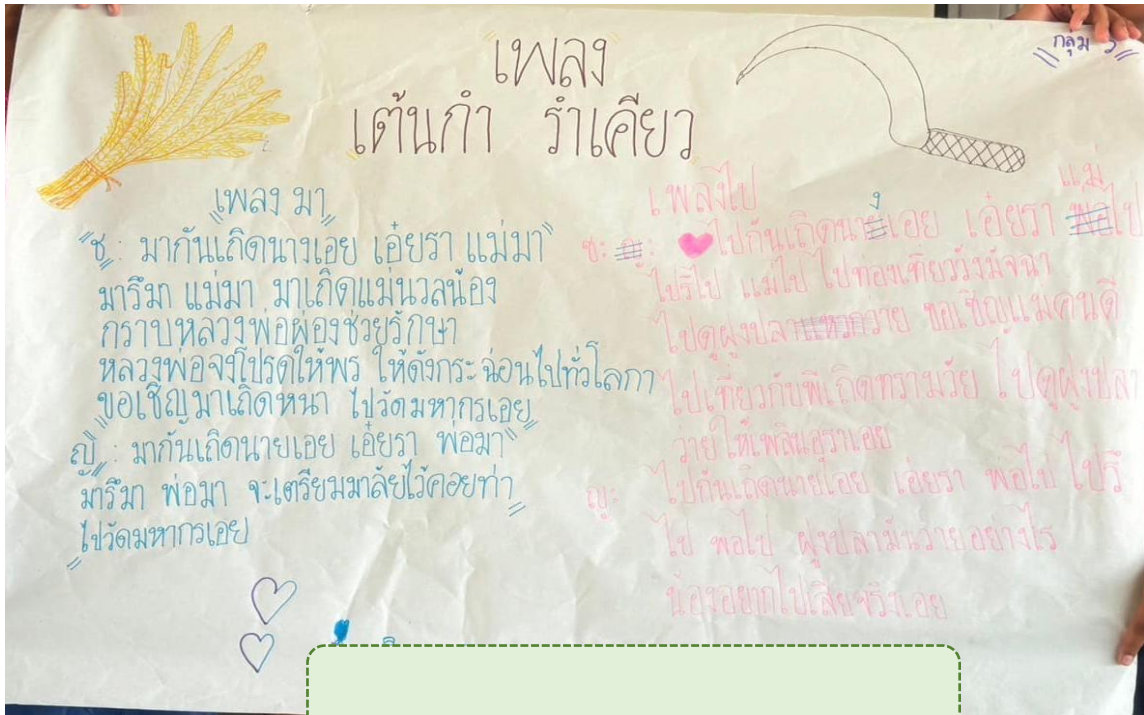 เพลง
เต้นกำ รำเคียว
กลุ่ม ว
"เพลง มา"
"ช : มากันเถิดนางเอย เอ๋ยรา แม่มา"
มารึมา แม่มา มาเถิดแม่นวลน้อง
กราบหลวงพ่อผ่องช่วยรักษา
หลวงพ่อจงโปรดให้พร ให้ดังกระฉ่อนไปทั่วโลกา
ขอเชิญมาเถิดหนา ไปวัดมหากรเอย
ญ : มากันเถิดนายเอย เอ๋ยรา พ่อมา"
มารึมา พ่อมา จะเตรียมมาลัยไว้คอยท่า
ไปวัดมหากรเอย
เพลงไป
ช: ไปกันเถิดนางเอย เอ๋ยรา แม่ไป
ไปรึไป แม่ไป ไปท่องเที่ยววังมัจฉา
ไปดูฝูงปลา ขอเชิญแม่คนดี
ไปเที่ยวกับพี่เถิดทรามวัย ไปดูฝูงปลา
ว่ายให้เพลินอุราเอย
ญ: ไปกันเถิดนายเอย เอ่ยรา พ่อไป ไปรึ
ไป พ่อไป ฝูงปลามันวายอย่างไร
น้องอยากไปเสียจริงเอย